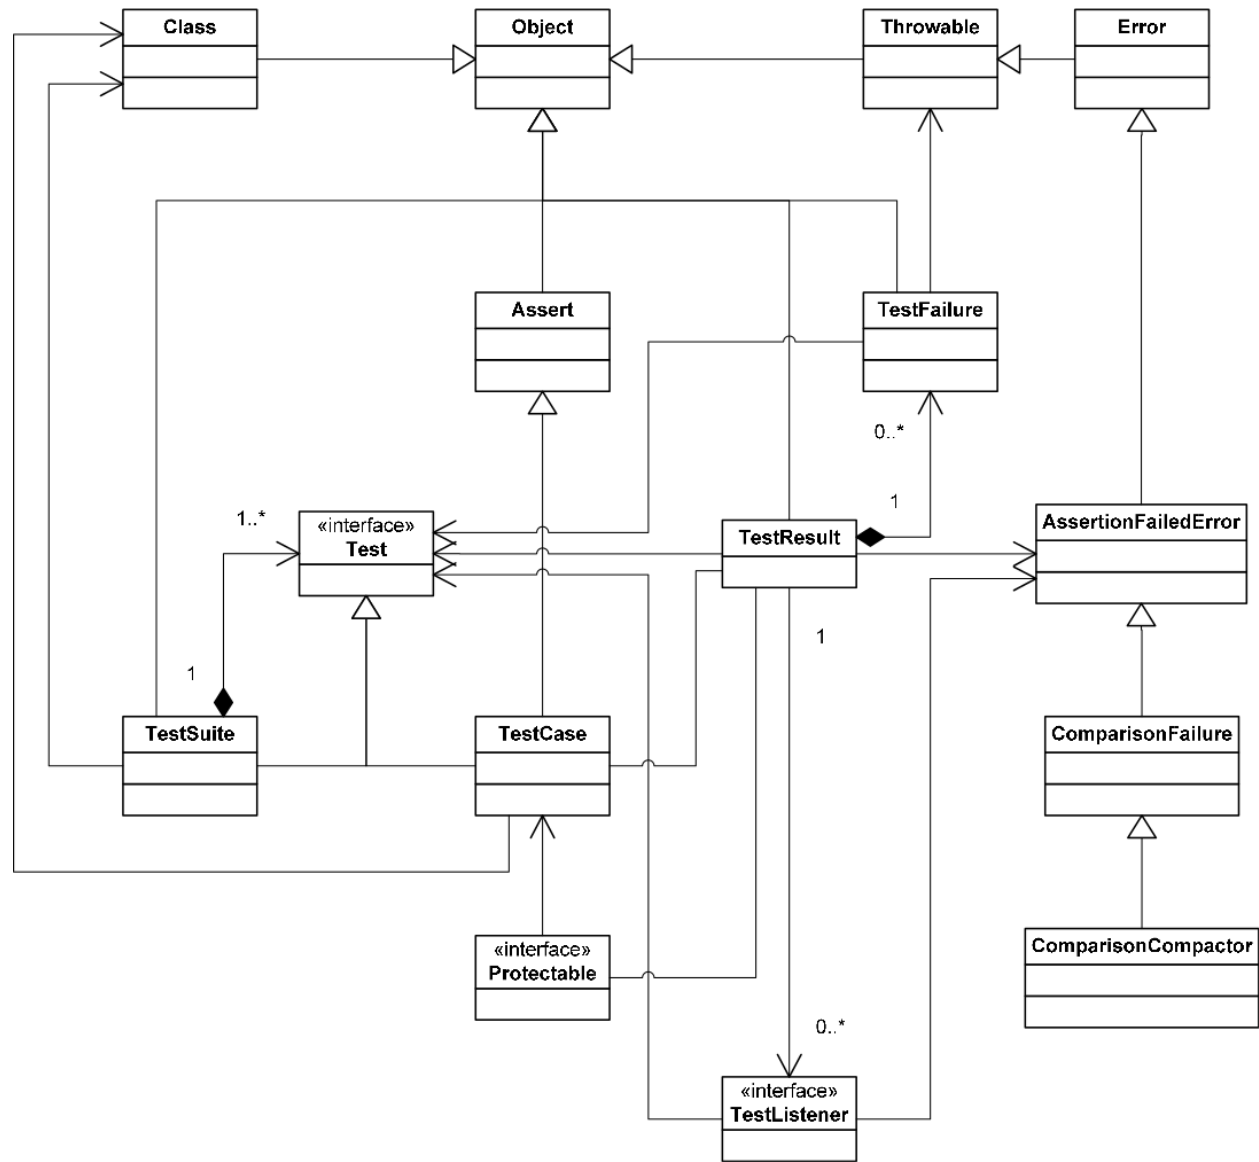 Class
Object
Throwable
Error
Assert
TestFailure
0..*
1
1..*
«interface»
Test
TestResult
AssertionFailedError
1
1
TestSuite
TestCase
ComparisonFailure
«interface»
Protectable
ComparisonCompactor
0..*
«interface»
TestListener